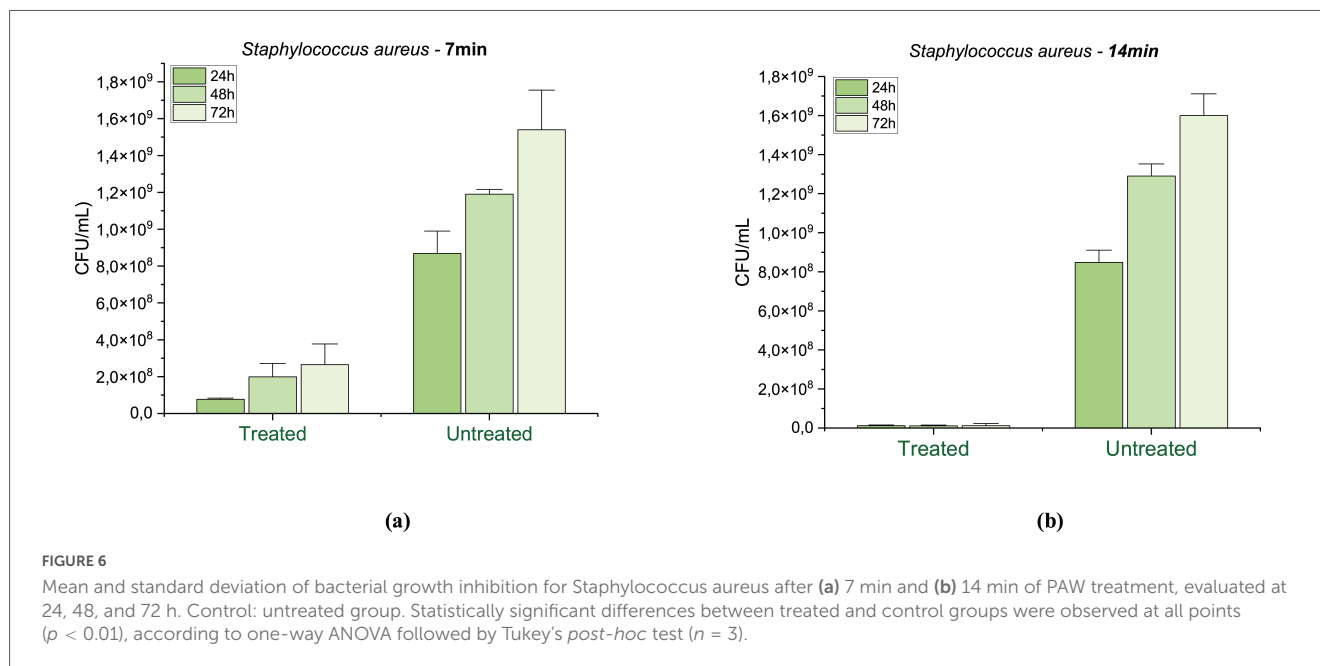 Staphylococcus aureus - 7min
24h
48h
72h
1,8×10⁹
1,6×10⁹
1,4×10⁹
1,2×10⁹
1,0×10⁹
8,0×10⁸
6,0×10⁸
4,0×10⁸
2,0×10⁸
0,0
CFU/mL)
Treated Untreated
(a)
Staphylococcus aureus - 14min
24h
48h
72h
1,8×10⁹
1,6×10⁹
1,4×10⁹
1,2×10⁹
1,0×10⁹
8,0×10⁸
6,0×10⁸
4,0×10⁸
2,0×10⁸
0,0
CFU/mL
Treated Untreated
(b)
FIGURE 6
Mean and standard deviation of bacterial growth inhibition for Staphylococcus aureus after (a) 7 min and (b) 14 min of PAW treatment, evaluated at
24, 48, and 72 h. Control: untreated group. Statistically significant differences between treated and control groups were observed at all points
(p < 0.01), according to one-way ANOVA followed by Tukey's post-hoc test (n = 3).